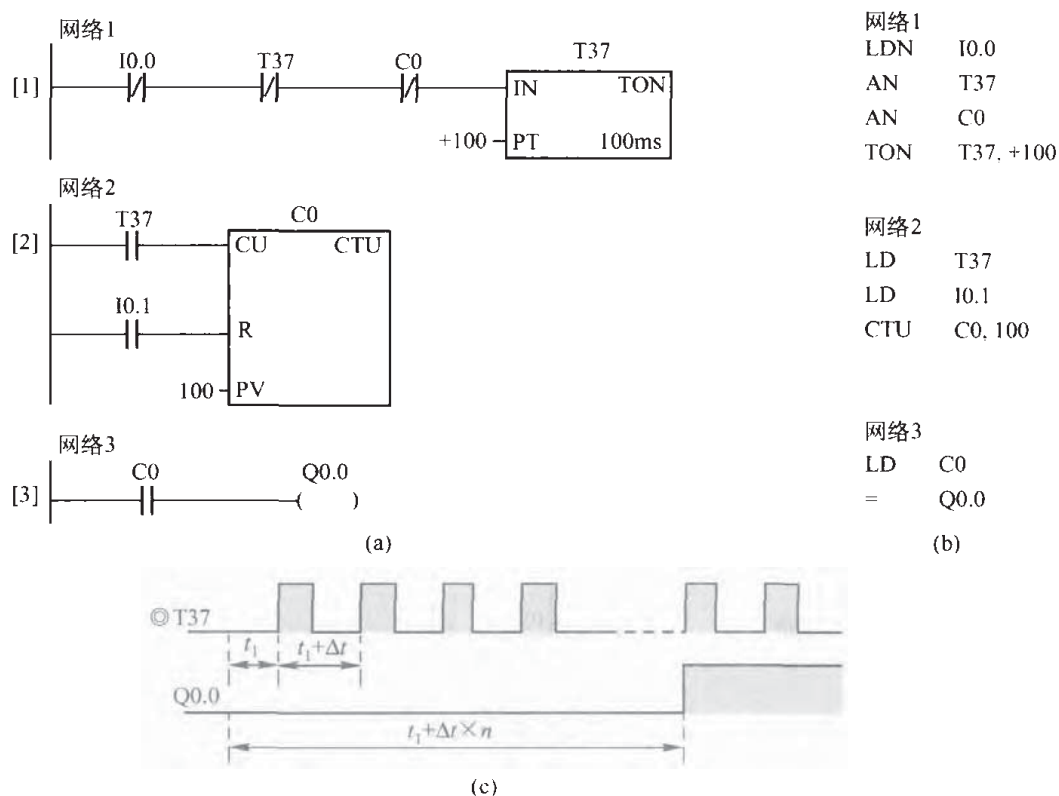 网络1
[1] I0.0 T37 C0 T37
IN TON
+100 PT 100ms
网络2
[2] T37 C0
CU CTU
I0.1
R
100 PV
网络3
[3] C0 Q0.0
( )
(a)
网络1
LDN I0.0
AN T37
AN C0
TON T37, +100
网络2
LD T37
LD I0.1
CTU C0, 100
网络3
LD C0
= Q0.0
(b)
◎T37
t₁ t₁+Δt
Q0.0
t₁+Δt×n
(c)